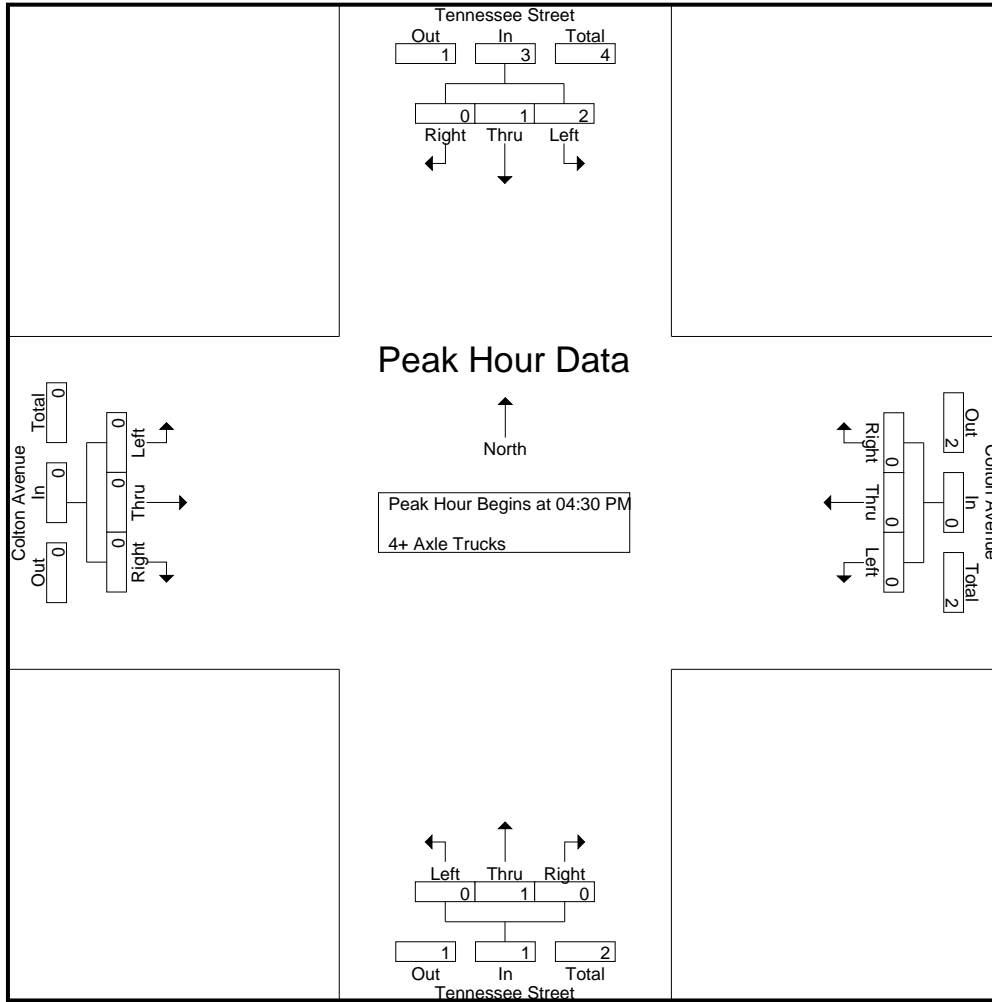 Tennessee Street
Out In Total
1 3 4
0 1 2
Right Thru Left
Peak Hour Data
North
Peak Hour Begins at 04:30 PM
4+ Axle Trucks
Colton Avenue
Out In Total
0 0 0
Right Thru Left
0 0 0
Colton Avenue
Out In Total
2 0 2
Right Thru Left
0 0 0
Left Thru Right
0 1 0
1 1 2
Out In Total
Tennessee Street